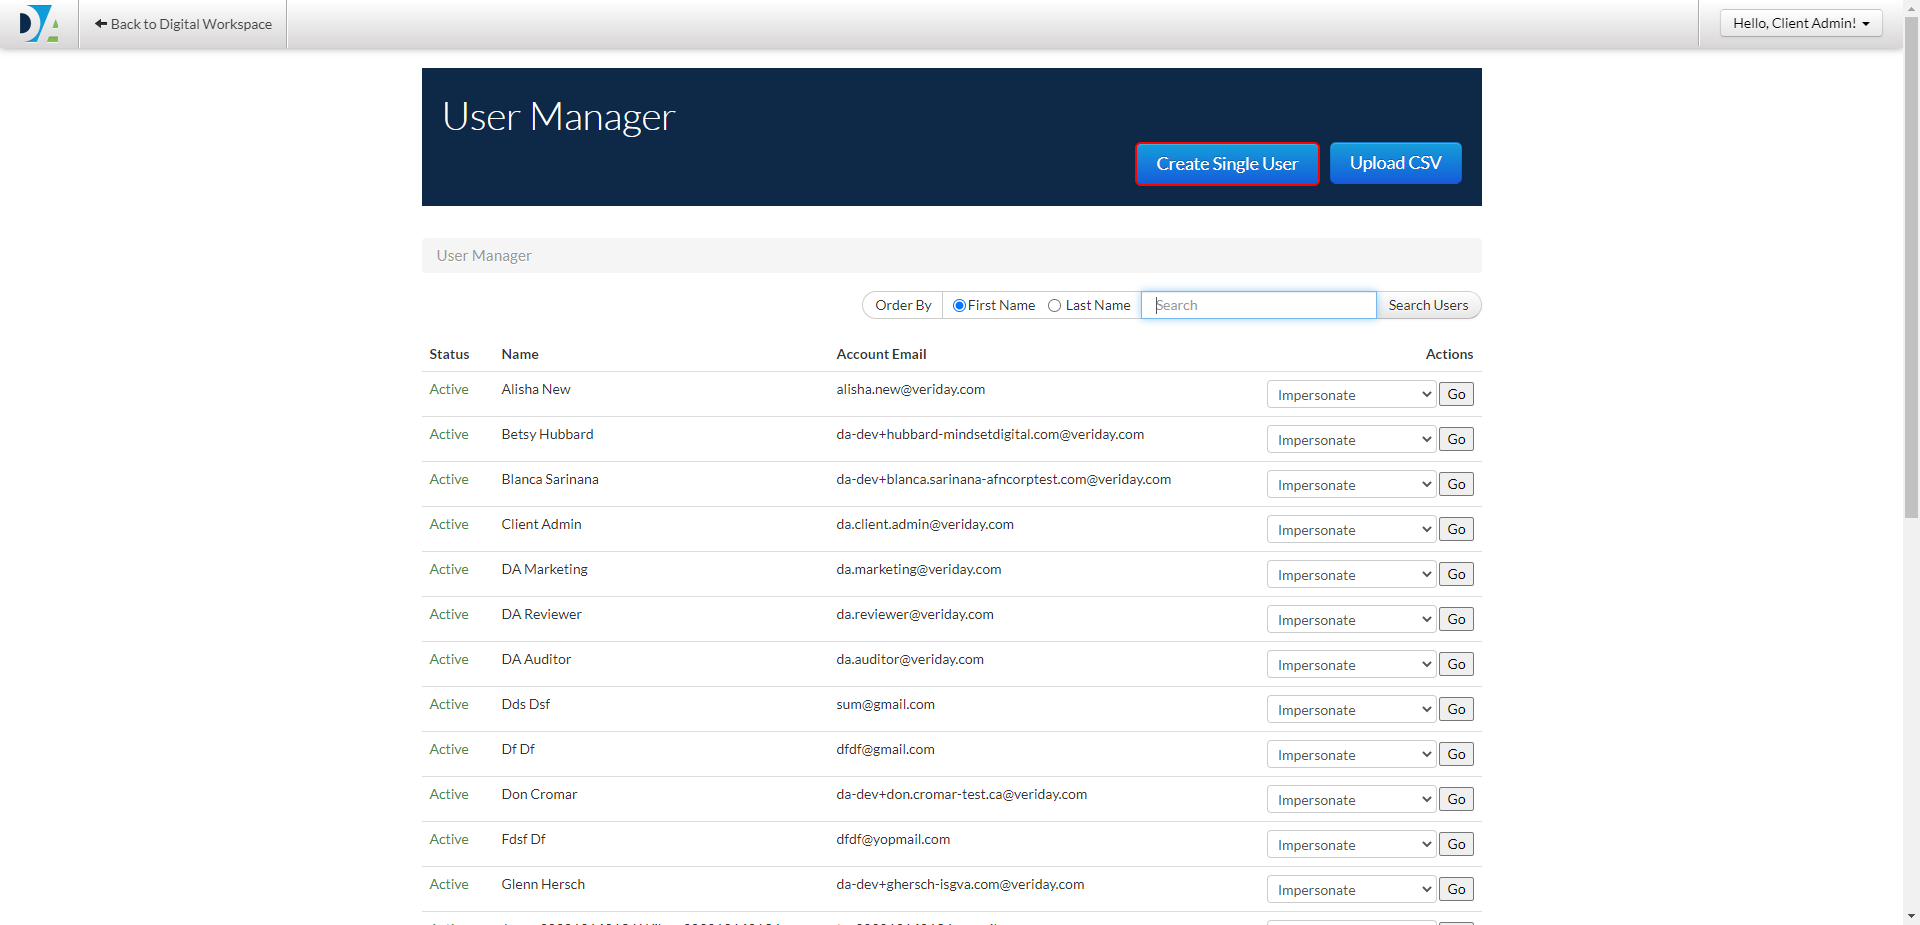 DA
Back to Digital Workspace
Hello, Client Admin!
User Manager
Create Single User
Upload CSV
User Manager
Order By First Name Last Name Search Search Users
Status Name Account Email Actions
Active Alisha New alisha.new@veriday.com Impersonate Go
Active Betsy Hubbard da-dev+hubbard-mindsetdigital.com@veriday.com Impersonate Go
Active Blanca Sarinana da-dev+blanca.sarinana-afncorptest.com@veriday.com Impersonate Go
Active Client Admin da.client.admin@veriday.com Impersonate Go
Active DA Marketing da.marketing@veriday.com Impersonate Go
Active DA Reviewer da.reviewer@veriday.com Impersonate Go
Active DA Auditor da.auditor@veriday.com Impersonate Go
Active Dds Dsf sum@gmail.com Impersonate Go
Active Df Df dfdf@gmail.com Impersonate Go
Active Don Cromar da-dev+don.cromar-test.ca@veriday.com Impersonate Go
Active Fdsf Df dfdf@yopmail.com Impersonate Go
Active Glenn Hersch da-dev+ghersch-isgva.com@veriday.com Impersonate Go